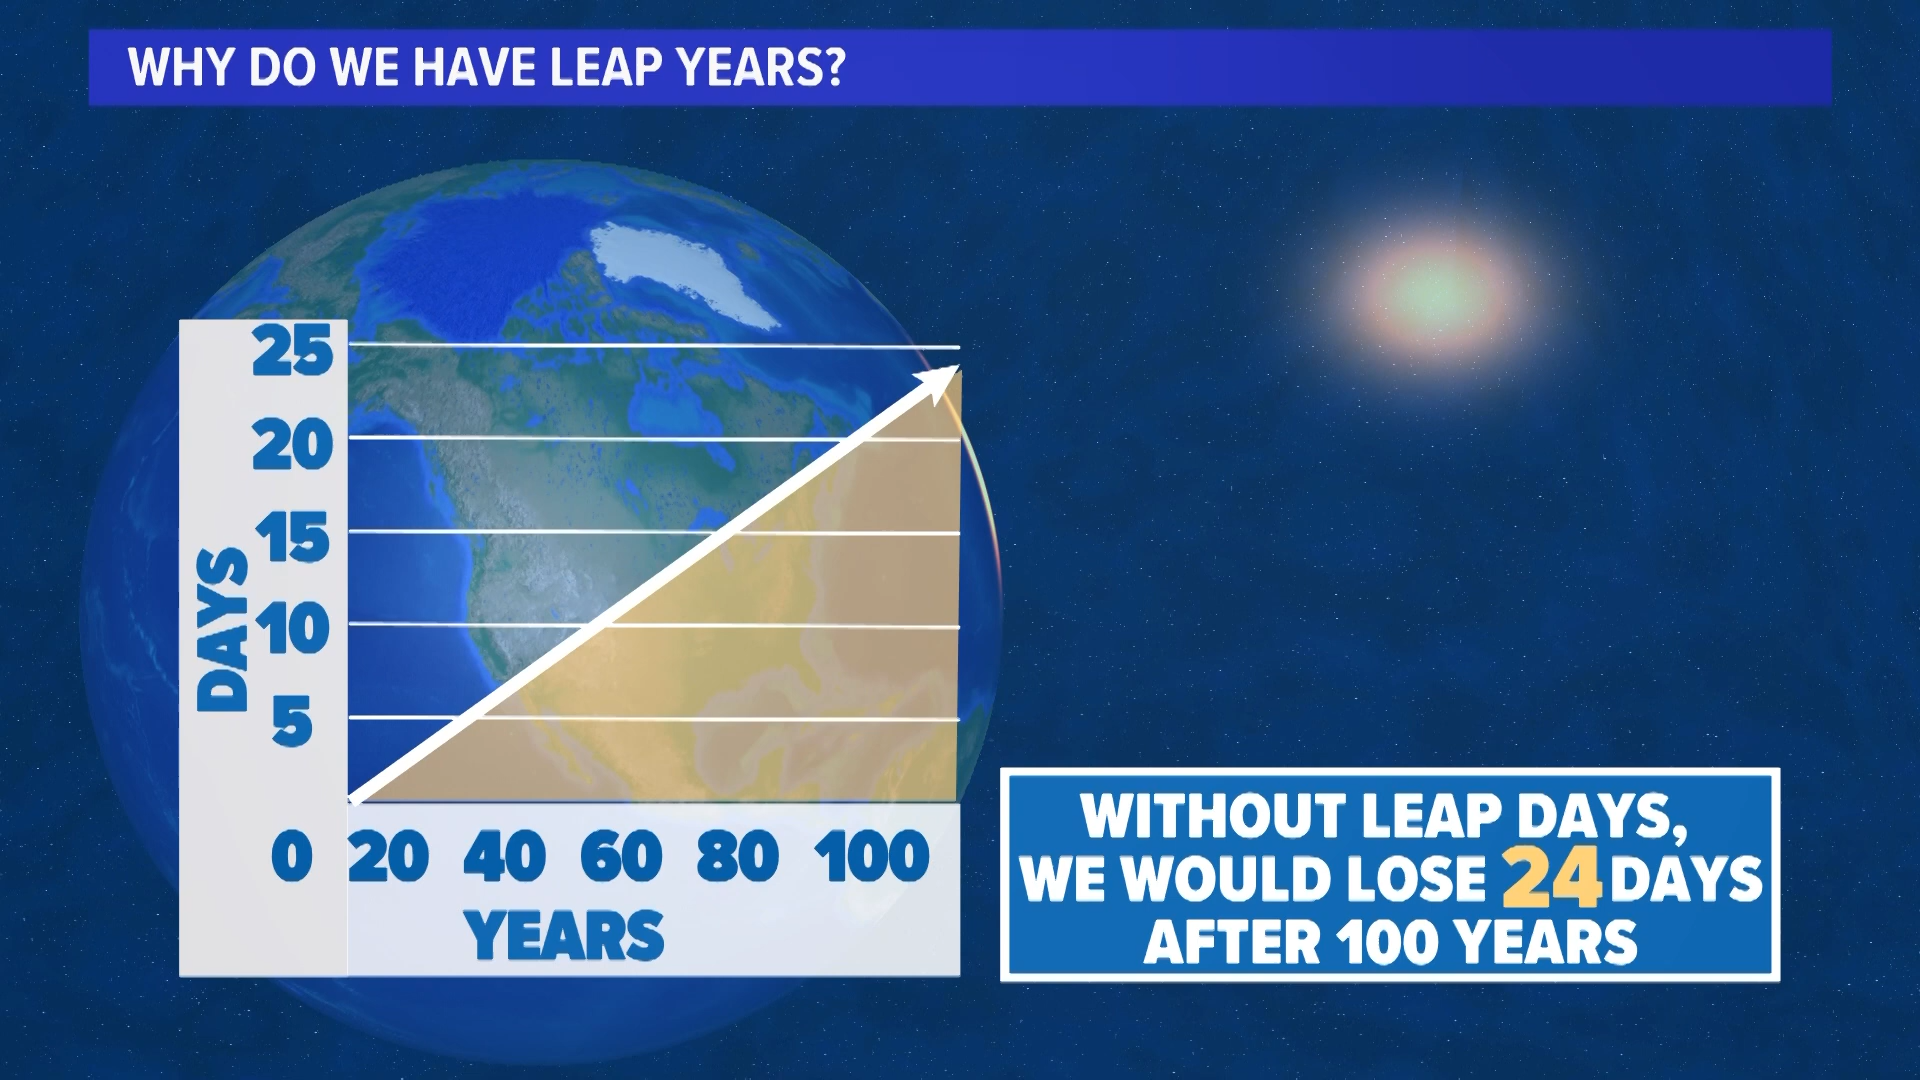 WHY DO WE HAVE LEAP YEARS?
25
20
15
10
5
DAYS
0 20 40 60 80 100
YEARS
WITHOUT LEAP DAYS,
WE WOULD LOSE 24 DAYS
AFTER 100 YEARS